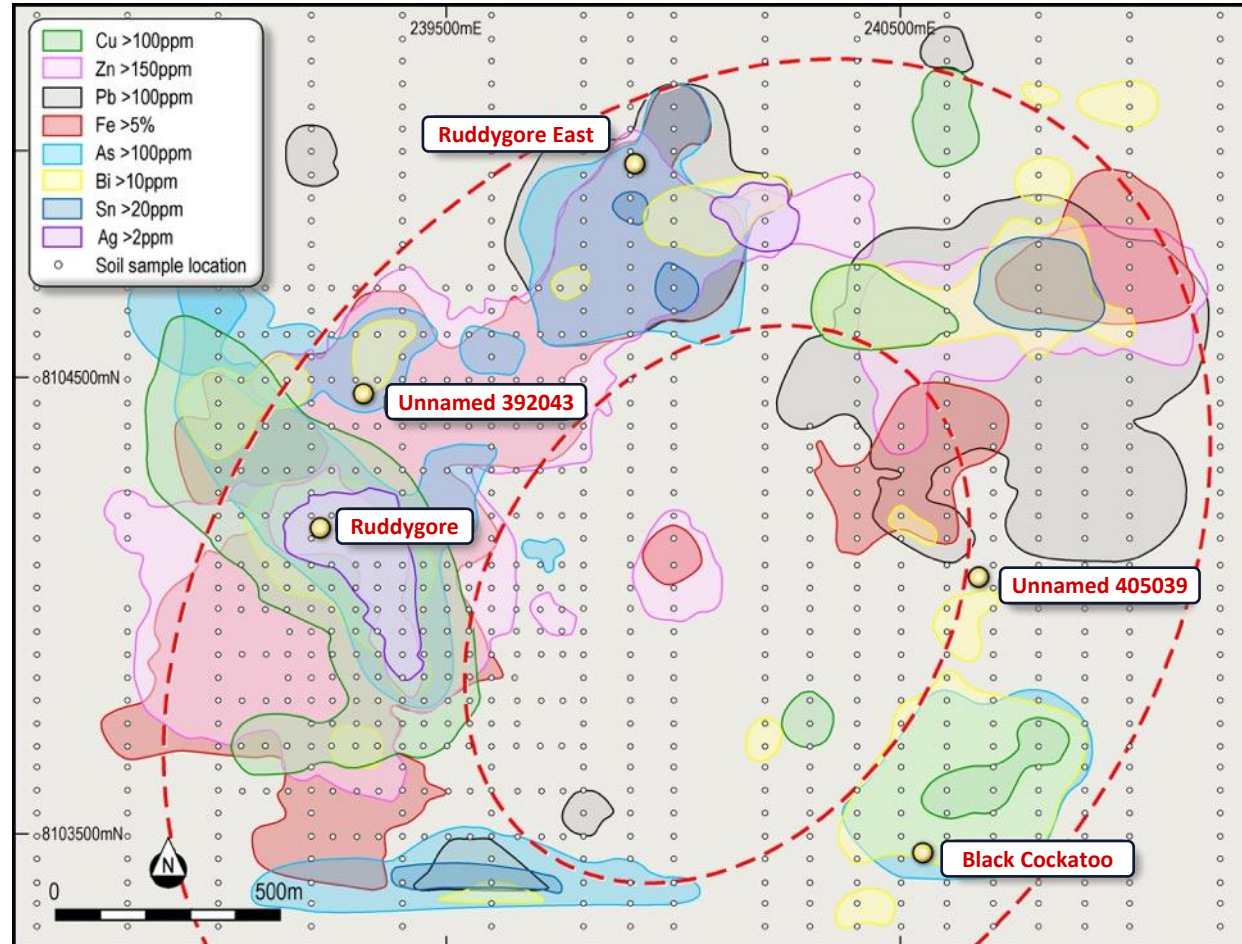 239500mE
240500mE
Cu >100ppm
Zn >150ppm
Pb >100ppm
Fe >5%
As >100ppm
Bi >10ppm
Sn >20ppm
Ag >2ppm
Soil sample location
Ruddygore East
8104500mN
Unnamed 392043
Ruddygore
Unnamed 405039
8103500mN
Black Cockatoo
N
0 500m